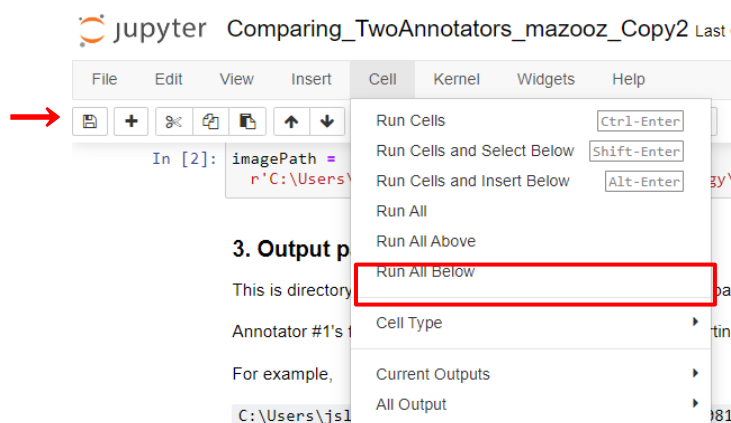 jupyter Comparing_TwoAnnotators_mazooz_Copy2 Last
File Edit View Insert Cell Kernel Widgets Help
Run Cells Ctrl-Enter
In [2]: imagePath =
Run Cells and Select Below Shift-Enter
r'C:\Users\
Run Cells and Insert Below Alt-Enter
gy\
Run All
Run All Above
3. Output
Run All Below
This is directory
Cell Type
Annotator #1's
For example,
Current Outputs
All Output
C:\Users\jsl
081